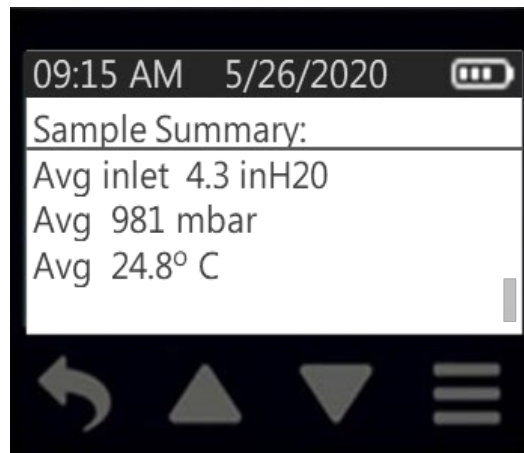 09:15 AM 5/26/2020
Sample Summary:
Avg inlet 4.3 inH20
Avg 981 mbar
Avg 24.8º C